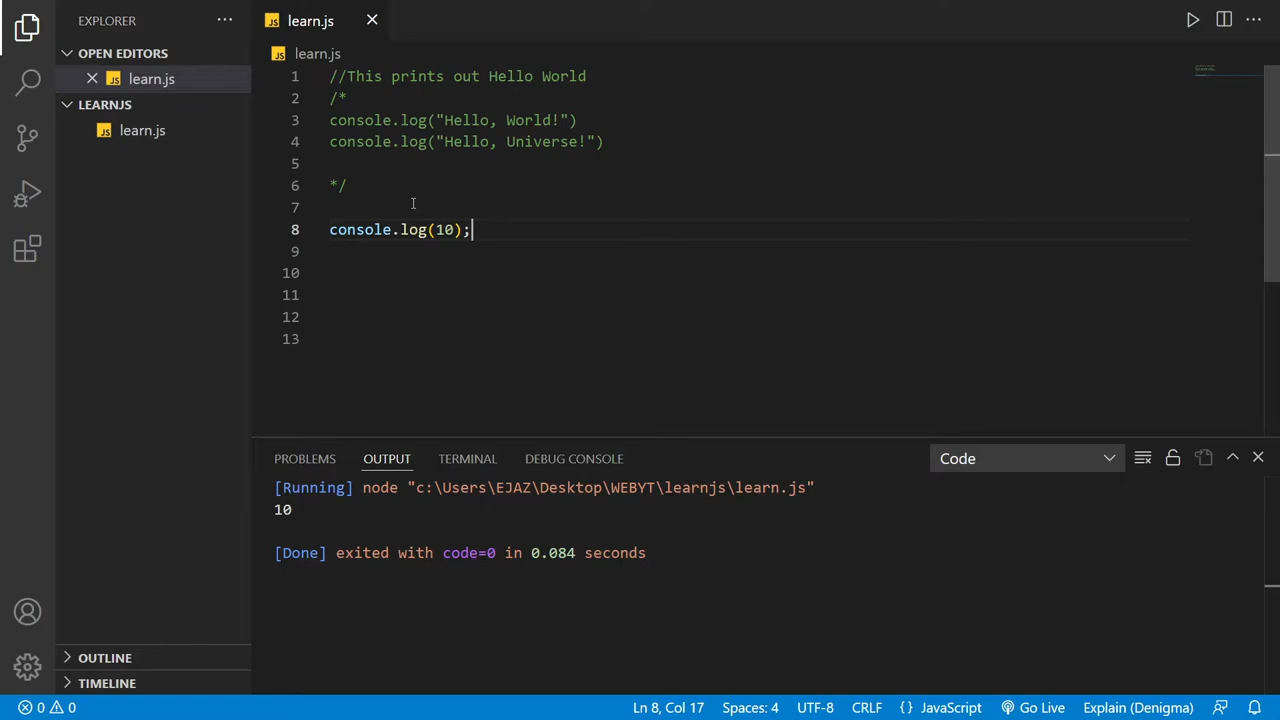 EXPLORER
OPEN EDITORS
JS learn.js
LEARNJS
JS learn.js
OUTLINE
TIMELINE
JS learn.js
JS learn.js
1 //This prints out Hello World
2 /*
3 console.log("Hello, World!")
4 console.log("Hello, Universe!")
5
6 */
7
8 console.log(10);
9
10
11
12
13
PROBLEMS OUTPUT TERMINAL DEBUG CONSOLE Code
[Running] node "c:\Users\EJAZ\Desktop\WEBYT\learnjs\learn.js"
10
[Done] exited with code=0 in 0.084 seconds
0 0 Ln 8, Col 17 Spaces: 4 UTF-8 CRLF {} JavaScript Go Live Explain (Denigma)